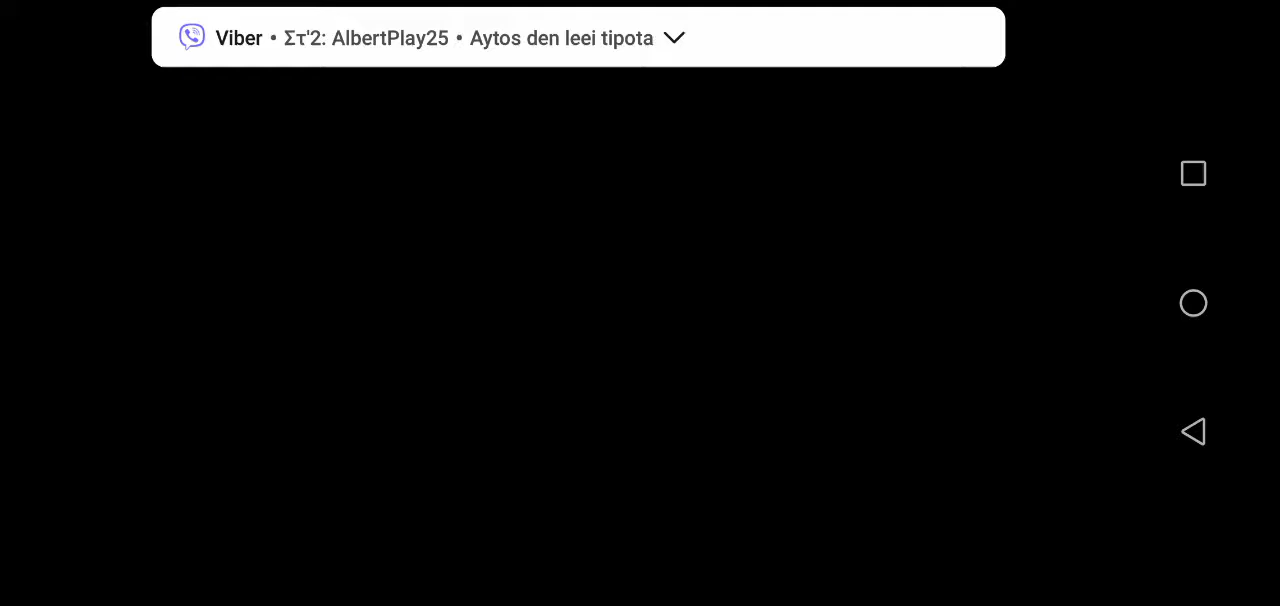 Viber • Στ'2: AlbertPlay25 • Aytos den leei tipota